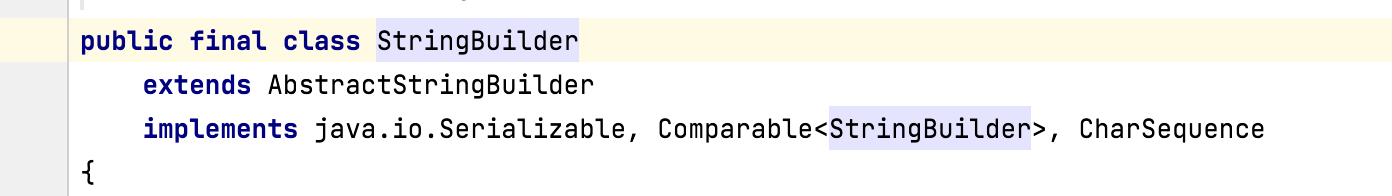 public final class StringBuilder
    extends AbstractStringBuilder
    implements java.io.Serializable, Comparable<StringBuilder>, CharSequence
{